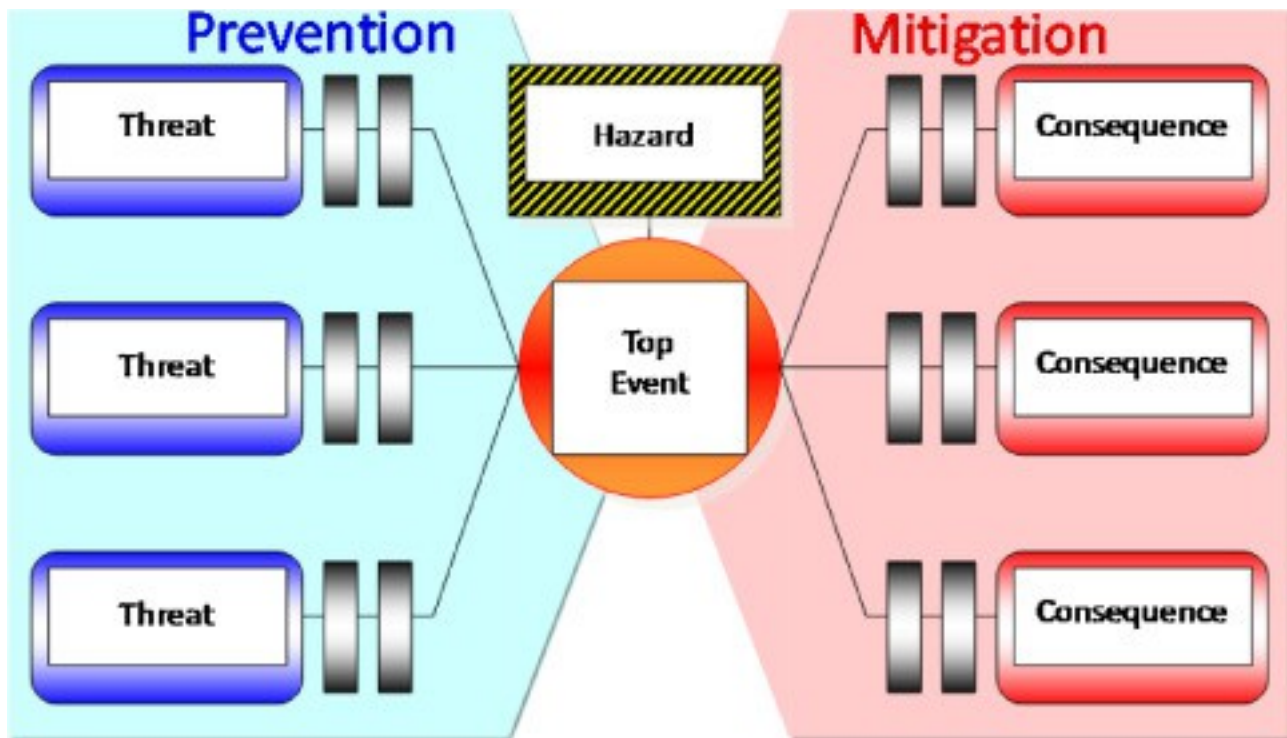 Prevention
Mitigation
Threat
Hazard
Consequence
Threat
Top
Event
Consequence
Threat
Consequence